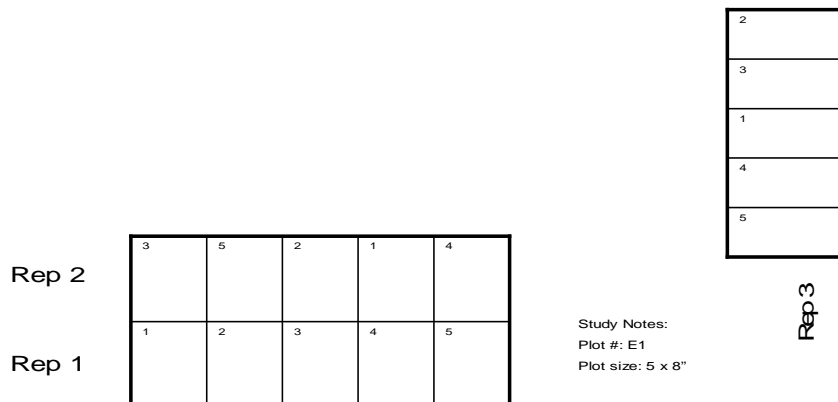 2
3
1
4
5
Rep 3
Rep 2
3 5 2 1 4
Rep 1
1 2 3 4 5
Study Notes:
Plot #: E1
Plot size: 5 x 8”